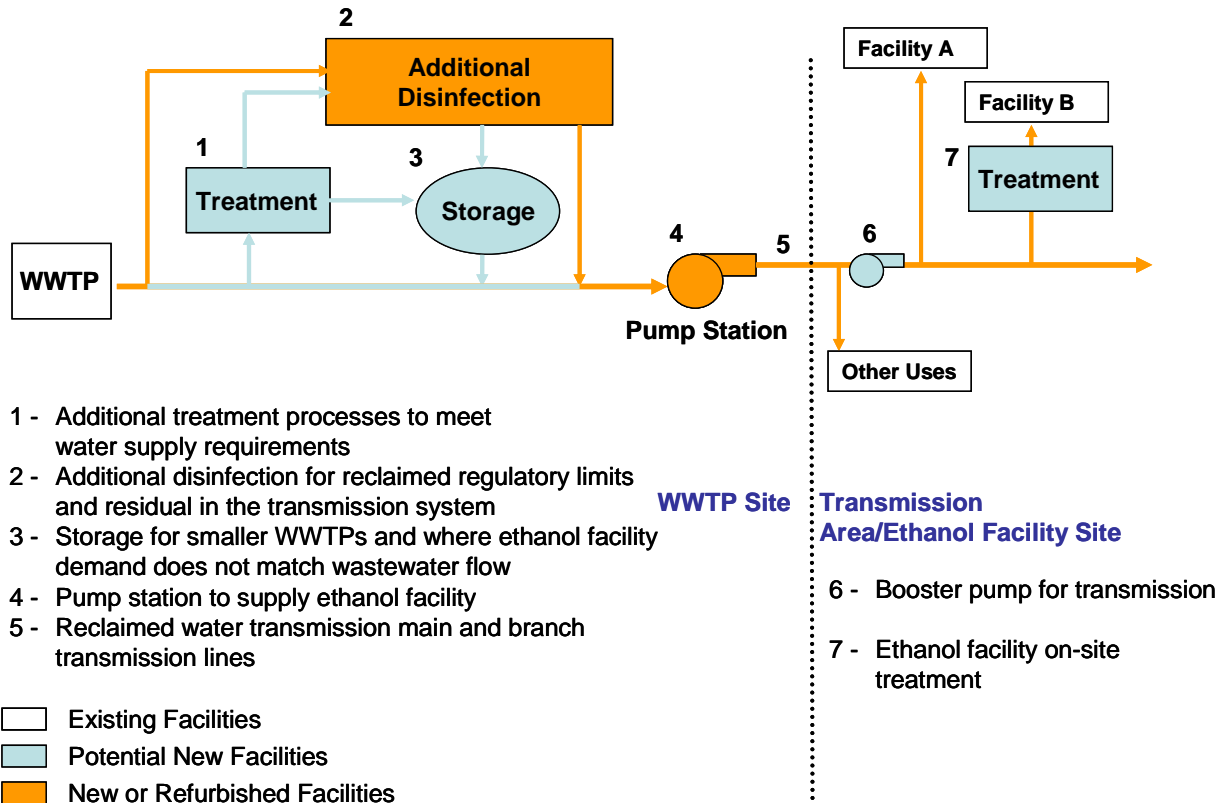 2
Additional
Disinfection
Facility A
Facility B
1
3
7
Treatment
Treatment
Storage
4
5
6
WWTP
Pump Station
Other Uses
1 - Additional treatment processes to meet
water supply requirements
2 - Additional disinfection for reclaimed regulatory limits
and residual in the transmission system
3 - Storage for smaller WWTPs and where ethanol facility
demand does not match wastewater flow
4 - Pump station to supply ethanol facility
5 - Reclaimed water transmission main and branch
transmission lines
WWTP Site
Transmission
Area/Ethanol Facility Site
6 - Booster pump for transmission
7 - Ethanol facility on-site
treatment
Existing Facilities
Potential New Facilities
New or Refurbished Facilities